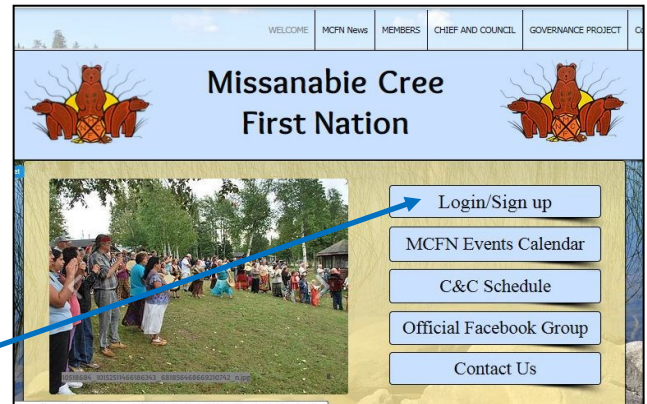 WELCOME MCFN News MEMBERS CHIEF AND COUNCIL GOVERNANCE PROJECT
Missanabie Cree
First Nation
Login/Sign up
MCFN Events Calendar
C&C Schedule
Official Facebook Group
Contact Us